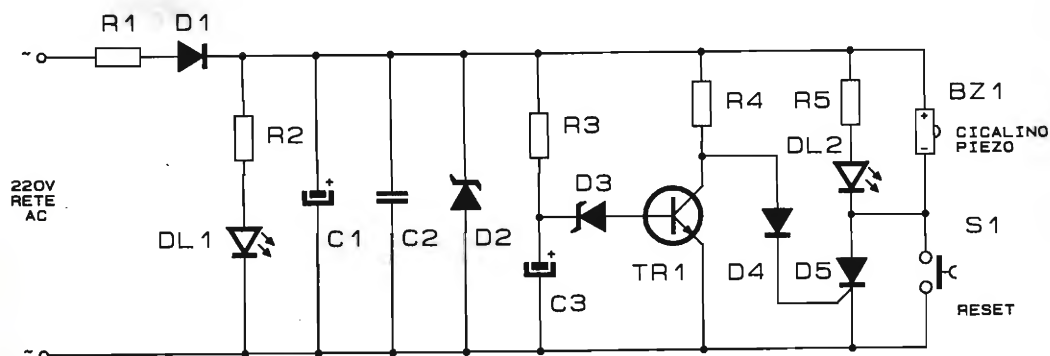 R1
D1
~
R2
R3
R4
R5
BZ1
+
-
CICALINO
PIEZO
DL2
220V
RETE
AC
DL1
+
C1
C2
D2
D3
TR1
+
C3
D4
D5
S1
RESET
~